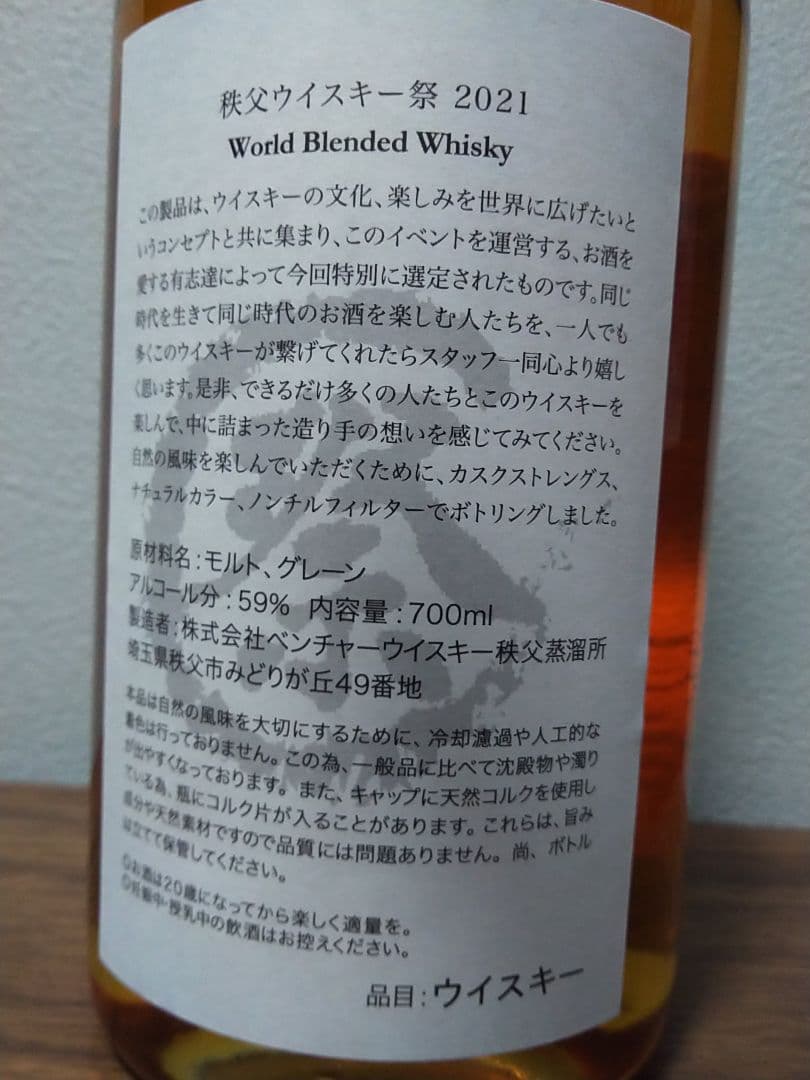 秩父ウイスキー祭 2021
World Blended Whisky
この製品は、ウイスキーの文化、楽しみを世界に広げたいと
いうコンセプトと共に集まり、このイベントを運営する、お酒を
愛する有志達によって今回特別に選定されたものです。同じ
時代を生きて同じ時代のお酒を楽しむ人たちを、一人でも
多くこのウイスキーが繋げてくれたらスタッフ一同心より嬉し
く思います。是非、できるだけ多くの人たちとこのウイスキーを
楽しんで、中に詰まった造り手の想いを感じてみてください。
自然の風味を楽しんでいただくために、カスクストレングス、
ナチュラルカラー、ノンチルフィルターでボトリングしました。
原材料名：モルト、グレーン
アルコール分：59% 内容量：700ml
製造者：株式会社ベンチャーウイスキー秩父蒸溜所
埼玉県秩父市みどりが丘49番地
本品は自然の風味を大切にするために、冷却濾過や人工的な
着色は行っておりません。この為、一般品に比べて沈殿物や濁り
が出やすくなっております。また、キャップに天然コルクを使用し
ている為、瓶にコルク片が入ることがあります。これらは、旨み
成分や天然素材ですので品質には問題ありません。尚、ボトル
は立てて保管してください。
◎お酒は20歳になってから楽しく適量を。
◎妊娠中・授乳中の飲酒はお控えください。
品目：ウイスキー